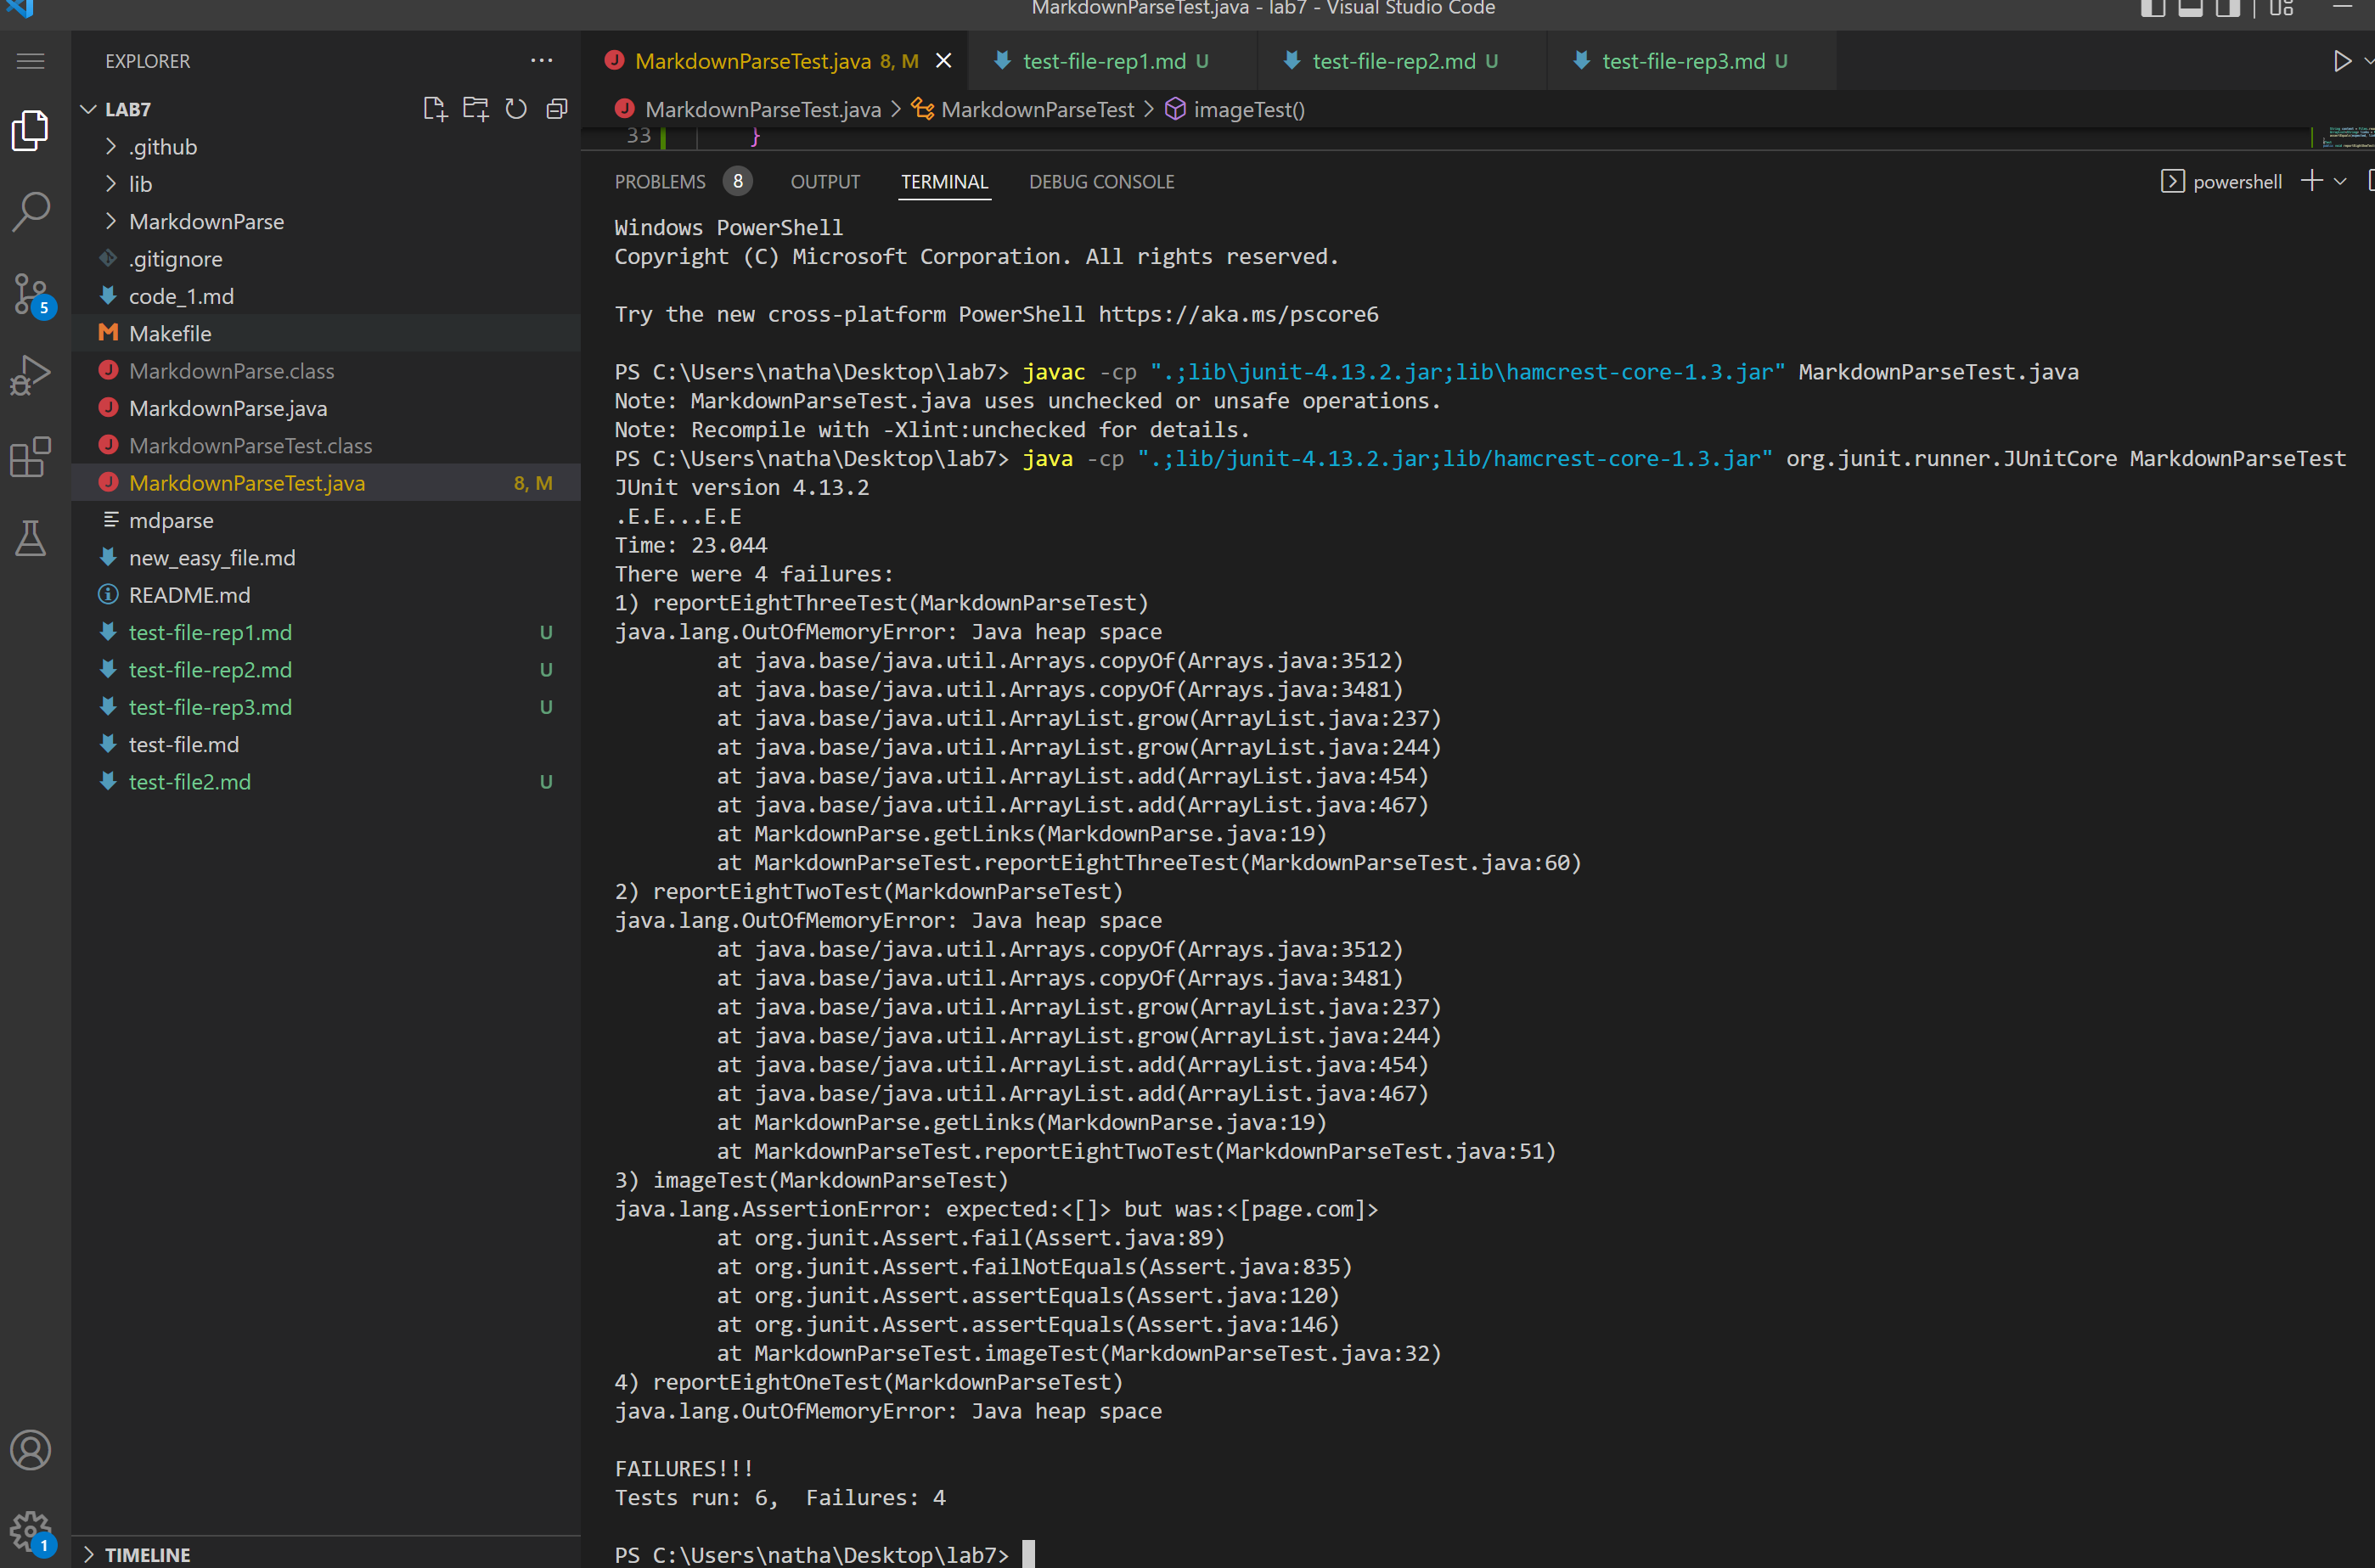 MarkdownParseTest.java - lab7 - Visual Studio Code
EXPLORER
LAB7
.github
lib
MarkdownParse
.gitignore
code_1.md
Makefile
MarkdownParse.class
MarkdownParse.java
MarkdownParseTest.class
MarkdownParseTest.java 8, M
mdparse
new_easy_file.md
README.md
test-file-rep1.md U
test-file-rep2.md U
test-file-rep3.md U
test-file.md
test-file2.md U
TIMELINE
5
1
MarkdownParseTest.java 8, M test-file-rep1.md U test-file-rep2.md U test-file-rep3.md U
MarkdownParseTest.java > MarkdownParseTest > imageTest()
33 }
PROBLEMS 8 OUTPUT TERMINAL DEBUG CONSOLE powershell
Windows PowerShell
Copyright (C) Microsoft Corporation. All rights reserved.
Try the new cross-platform PowerShell https://aka.ms/pscore6
PS C:\Users\natha\Desktop\lab7> javac -cp ".;lib\junit-4.13.2.jar;lib\hamcrest-core-1.3.jar" MarkdownParseTest.java
Note: MarkdownParseTest.java uses unchecked or unsafe operations.
Note: Recompile with -Xlint:unchecked for details.
PS C:\Users\natha\Desktop\lab7> java -cp ".;lib/junit-4.13.2.jar;lib/hamcrest-core-1.3.jar" org.junit.runner.JUnitCore MarkdownParseTest
JUnit version 4.13.2
.E.E...E.E
Time: 23.044
There were 4 failures:
1) reportEightThreeTest(MarkdownParseTest)
java.lang.OutOfMemoryError: Java heap space
at java.base/java.util.Arrays.copyOf(Arrays.java:3512)
at java.base/java.util.Arrays.copyOf(Arrays.java:3481)
at java.base/java.util.ArrayList.grow(ArrayList.java:237)
at java.base/java.util.ArrayList.grow(ArrayList.java:244)
at java.base/java.util.ArrayList.add(ArrayList.java:454)
at java.base/java.util.ArrayList.add(ArrayList.java:467)
at MarkdownParse.getLinks(MarkdownParse.java:19)
at MarkdownParseTest.reportEightThreeTest(MarkdownParseTest.java:60)
2) reportEightTwoTest(MarkdownParseTest)
java.lang.OutOfMemoryError: Java heap space
at java.base/java.util.Arrays.copyOf(Arrays.java:3512)
at java.base/java.util.Arrays.copyOf(Arrays.java:3481)
at java.base/java.util.ArrayList.grow(ArrayList.java:237)
at java.base/java.util.ArrayList.grow(ArrayList.java:244)
at java.base/java.util.ArrayList.add(ArrayList.java:454)
at java.base/java.util.ArrayList.add(ArrayList.java:467)
at MarkdownParse.getLinks(MarkdownParse.java:19)
at MarkdownParseTest.reportEightTwoTest(MarkdownParseTest.java:51)
3) imageTest(MarkdownParseTest)
java.lang.AssertionError: expected:<[]> but was:<[page.com]>
at org.junit.Assert.fail(Assert.java:89)
at org.junit.Assert.failNotEquals(Assert.java:835)
at org.junit.Assert.assertEquals(Assert.java:120)
at org.junit.Assert.assertEquals(Assert.java:146)
at MarkdownParseTest.imageTest(MarkdownParseTest.java:32)
4) reportEightOneTest(MarkdownParseTest)
java.lang.OutOfMemoryError: Java heap space
FAILURES!!!
Tests run: 6,  Failures: 4
PS C:\Users\natha\Desktop\lab7>